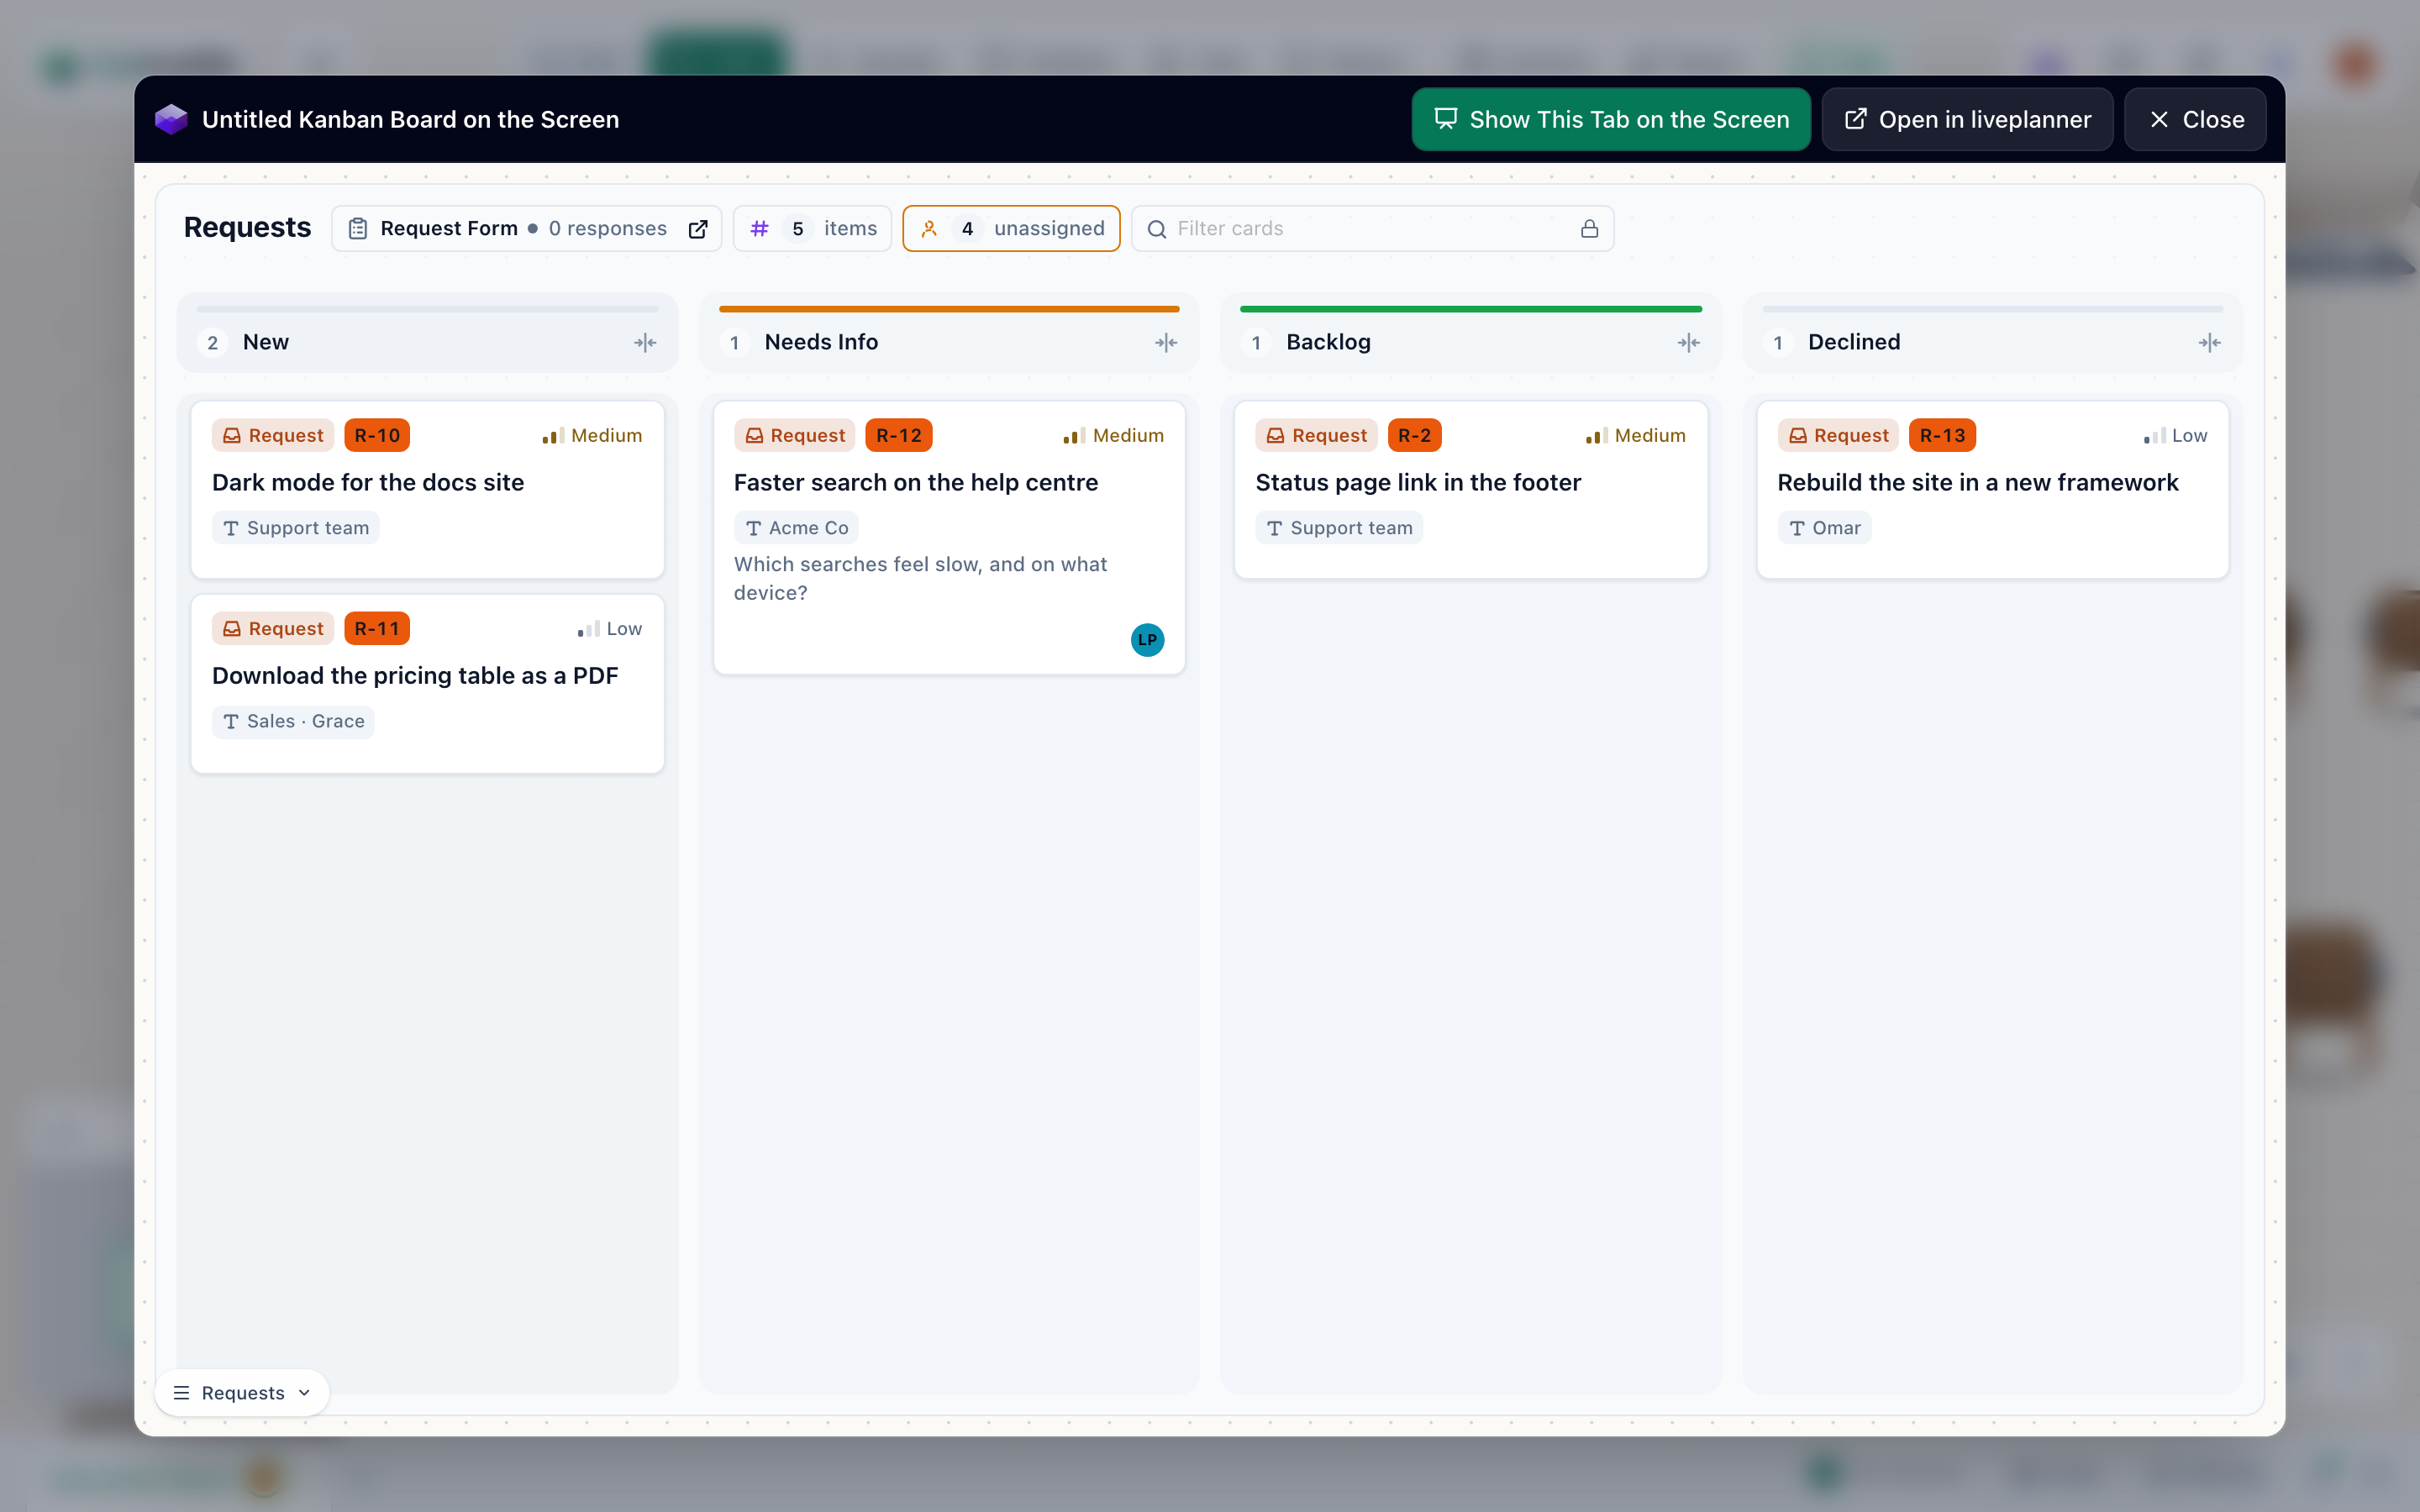 Untitled Kanban Board on the Screen
Show This Tab on the Screen
Open in liveplanner
Close
Requests
Request Form
0 responses
5 items
4 unassigned
Filter cards
2 New
Request R-10 Medium
Dark mode for the docs site
Support team
Request R-11 Low
Download the pricing table as a PDF
Sales · Grace
1 Needs Info
Request R-12 Medium
Faster search on the help centre
Acme Co
Which searches feel slow, and on what
device?
LP
1 Backlog
Request R-2 Medium
Status page link in the footer
Support team
1 Declined
Request R-13 Low
Rebuild the site in a new framework
Omar
Requests